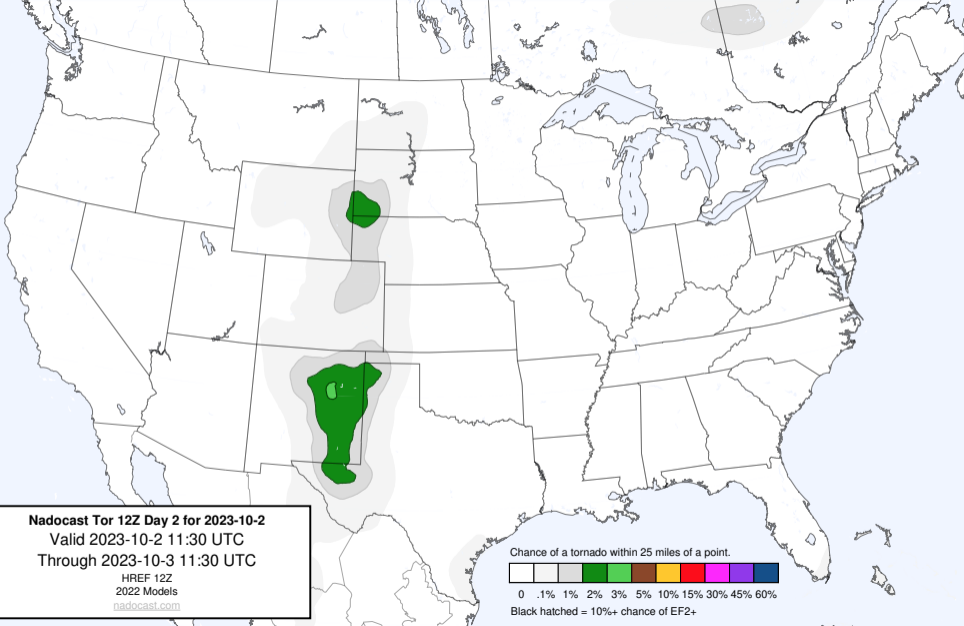 Nadocast Tor 12Z Day 2 for 2023-10-2
Valid 2023-10-2 11:30 UTC
Through 2023-10-3 11:30 UTC
HREF 12Z
2022 Models
nadocast.com
Chance of a tornado within 25 miles of a point.
0 .1% 1% 2% 3% 5% 10% 15% 30% 45% 60%
Black hatched = 10%+ chance of EF2+